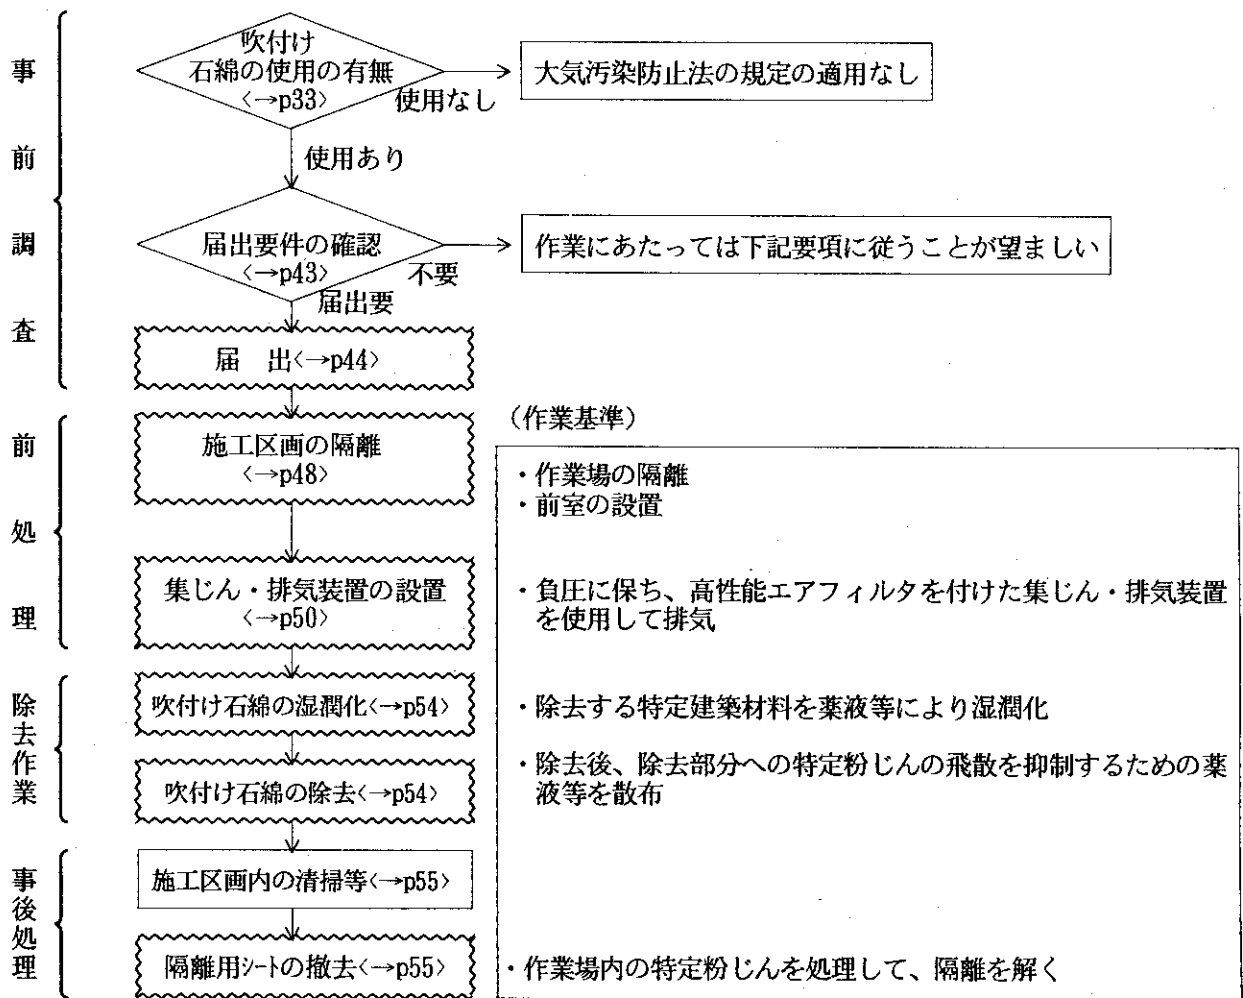 事前調査
吹付け
石綿の使用の有無
〈→p33〉
使用なし
大気汚染防止法の規定の適用なし
使用あり
届出要件の確認
〈→p43〉
不要
作業にあたっては下記要項に従うことが望ましい
届出要
届　出〈→p44〉
前処理
(作業基準)
施工区画の隔離
〈→p48〉
・作業場の隔離
・前室の設置
集じん・排気装置の設置
〈→p50〉
・負圧に保ち、高性能エアフィルタを付けた集じん・排気装置
を使用して排気
除去作業
吹付け石綿の湿潤化〈→p54〉
・除去する特定建築材料を薬液等により湿潤化
吹付け石綿の除去〈→p54〉
・除去後、除去部分への特定粉じんの飛散を抑制するための薬
液等を散布
事後処理
施工区画内の清掃等〈→p55〉
隔離用シートの撤去〈→p55〉
・作業場内の特定粉じんを処理して、隔離を解く